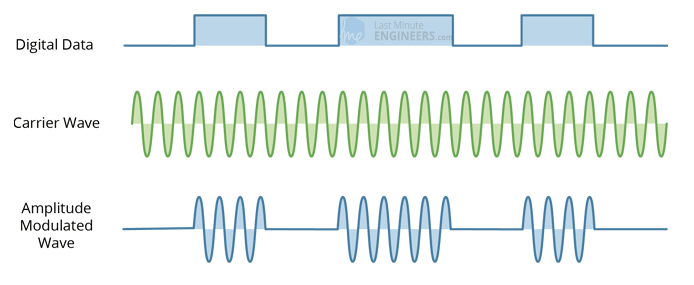 Digital Data
Last Minute
ENGINEERS.com
Carrier Wave
Amplitude
Modulated
Wave